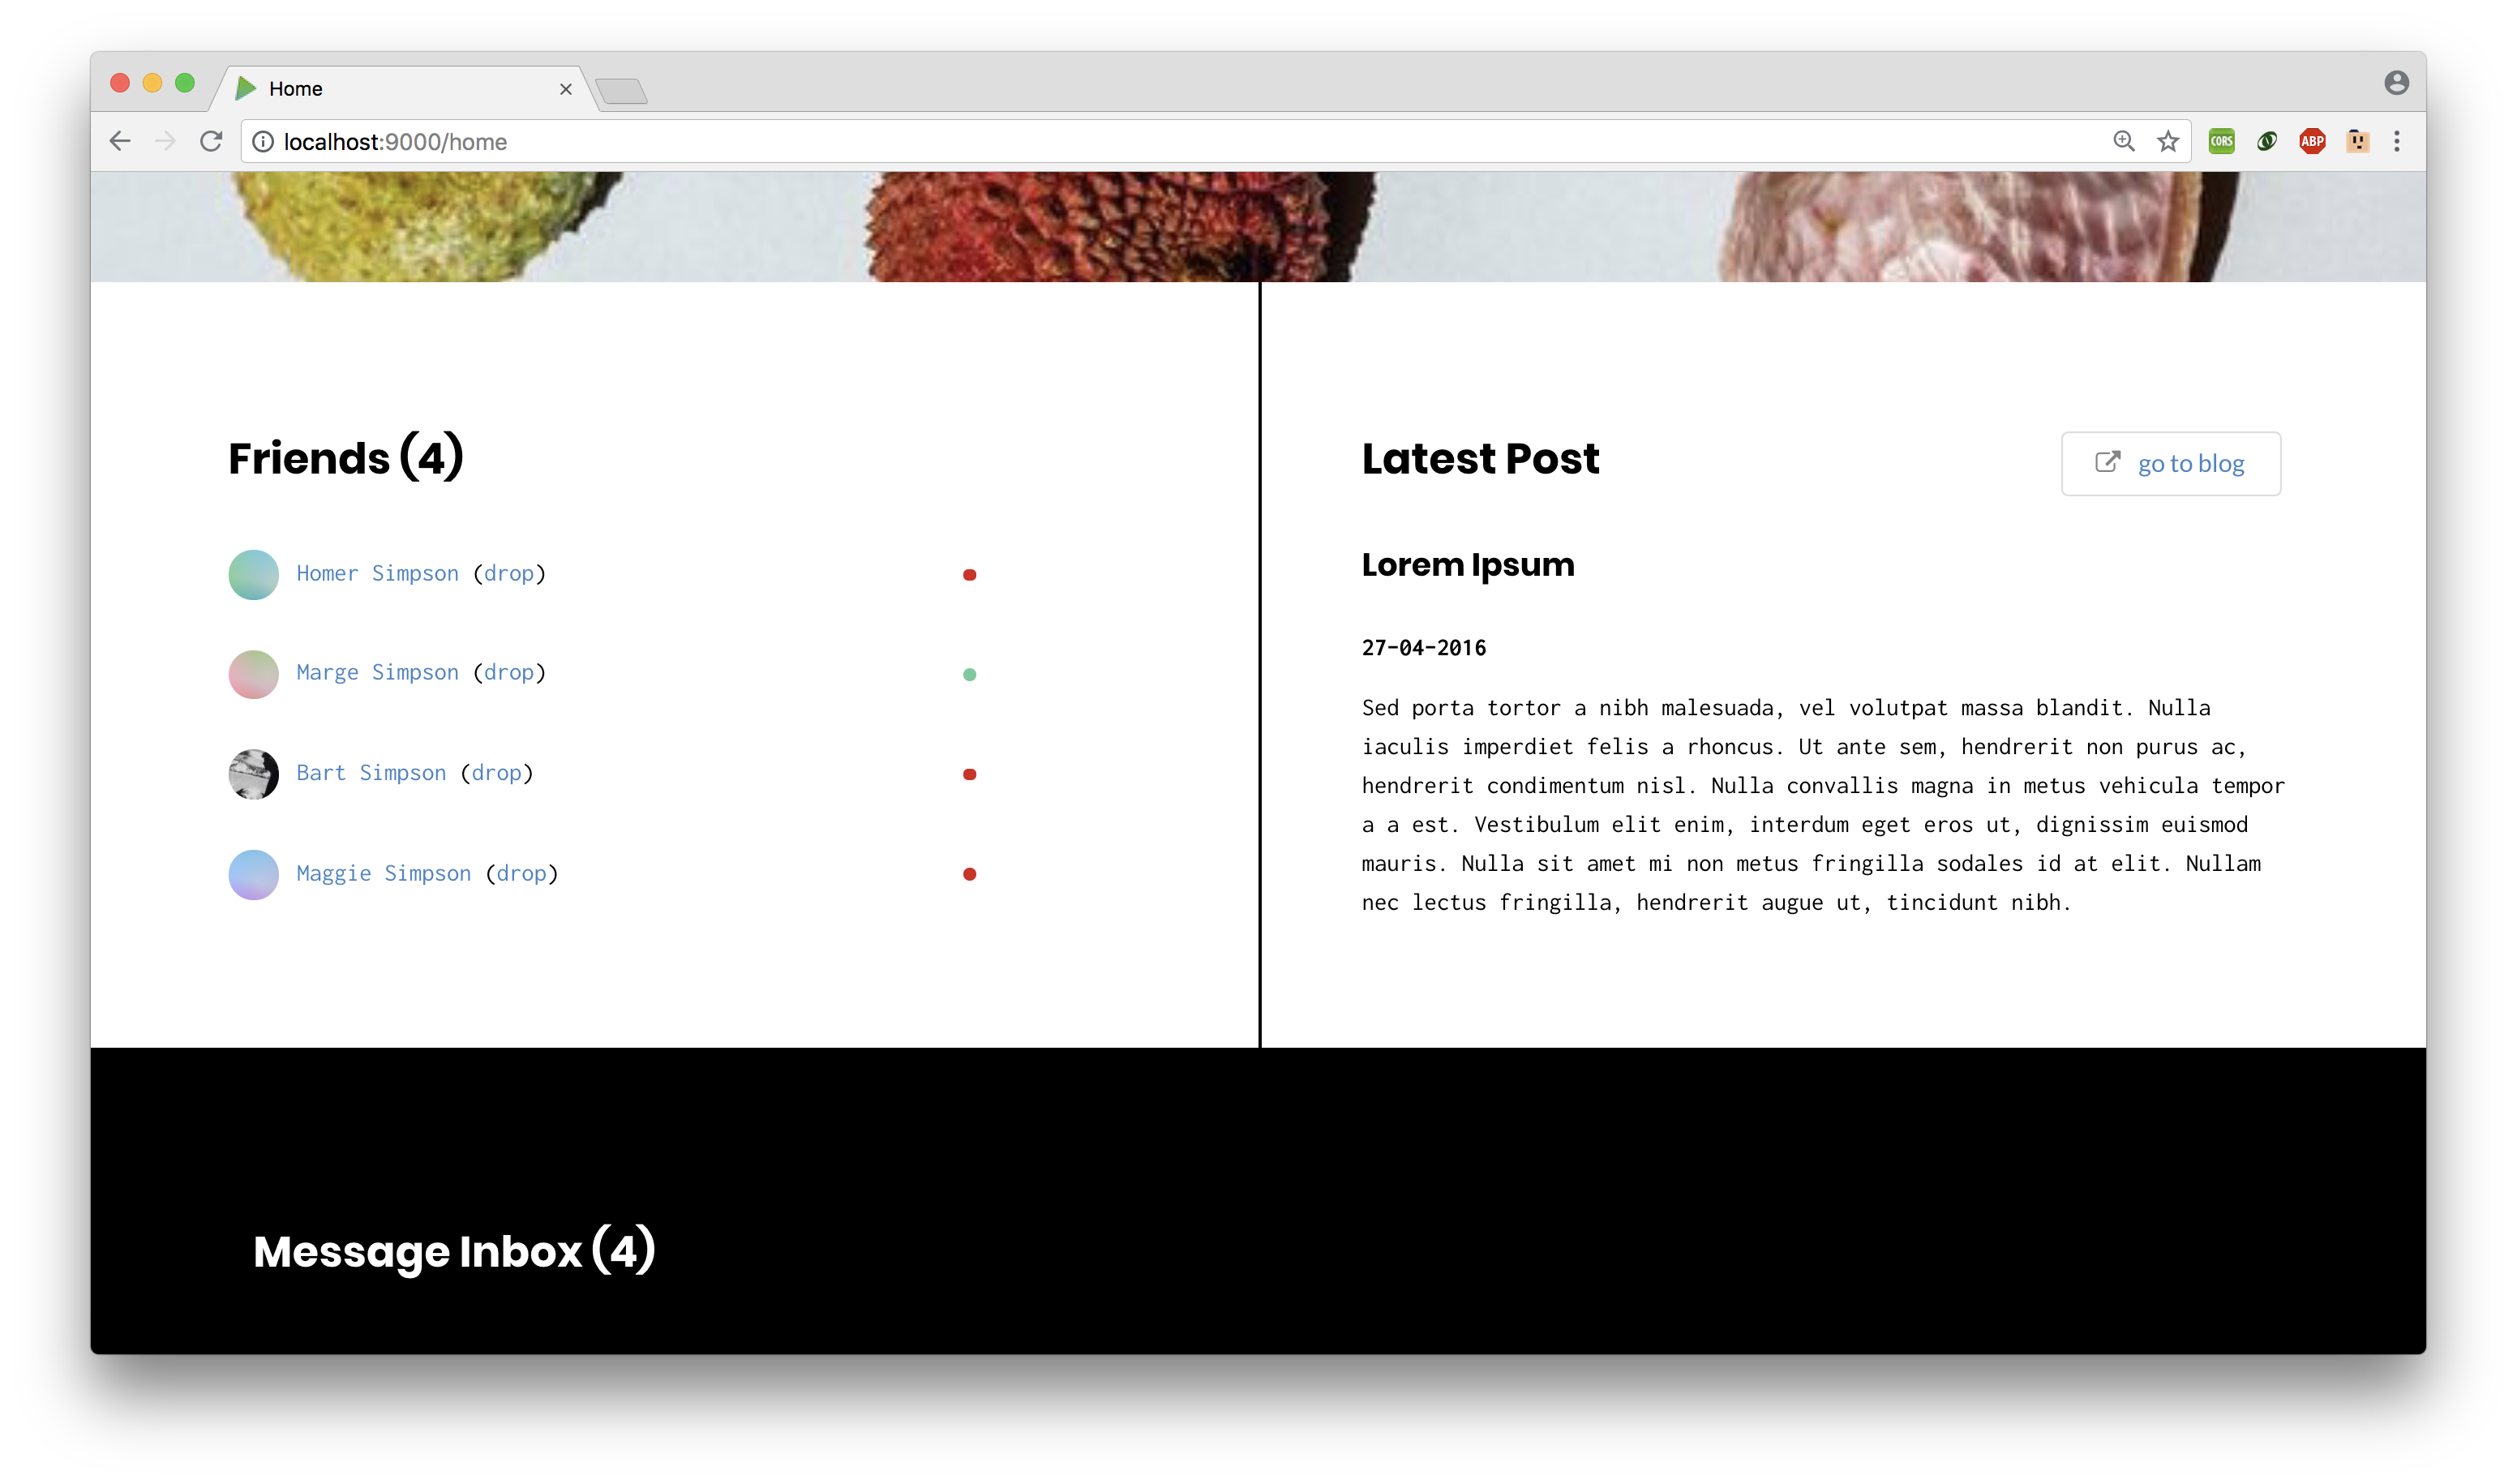 Home
localhost:9000/home
CORS
ABP
Friends (4)
Homer Simpson (drop)
Marge Simpson (drop)
Bart Simpson (drop)
Maggie Simpson (drop)
Latest Post
go to blog
Lorem Ipsum
27-04-2016
Sed porta tortor a nibh malesuada, vel volutpat massa blandit. Nulla
iaculis imperdiet felis a rhoncus. Ut ante sem, hendrerit non purus ac,
hendrerit condimentum nisl. Nulla convallis magna in metus vehicula tempor
a a est. Vestibulum elit enim, interdum eget eros ut, dignissim euismod
mauris. Nulla sit amet mi non metus fringilla sodales id at elit. Nullam
nec lectus fringilla, hendrerit augue ut, tincidunt nibh.
Message Inbox (4)